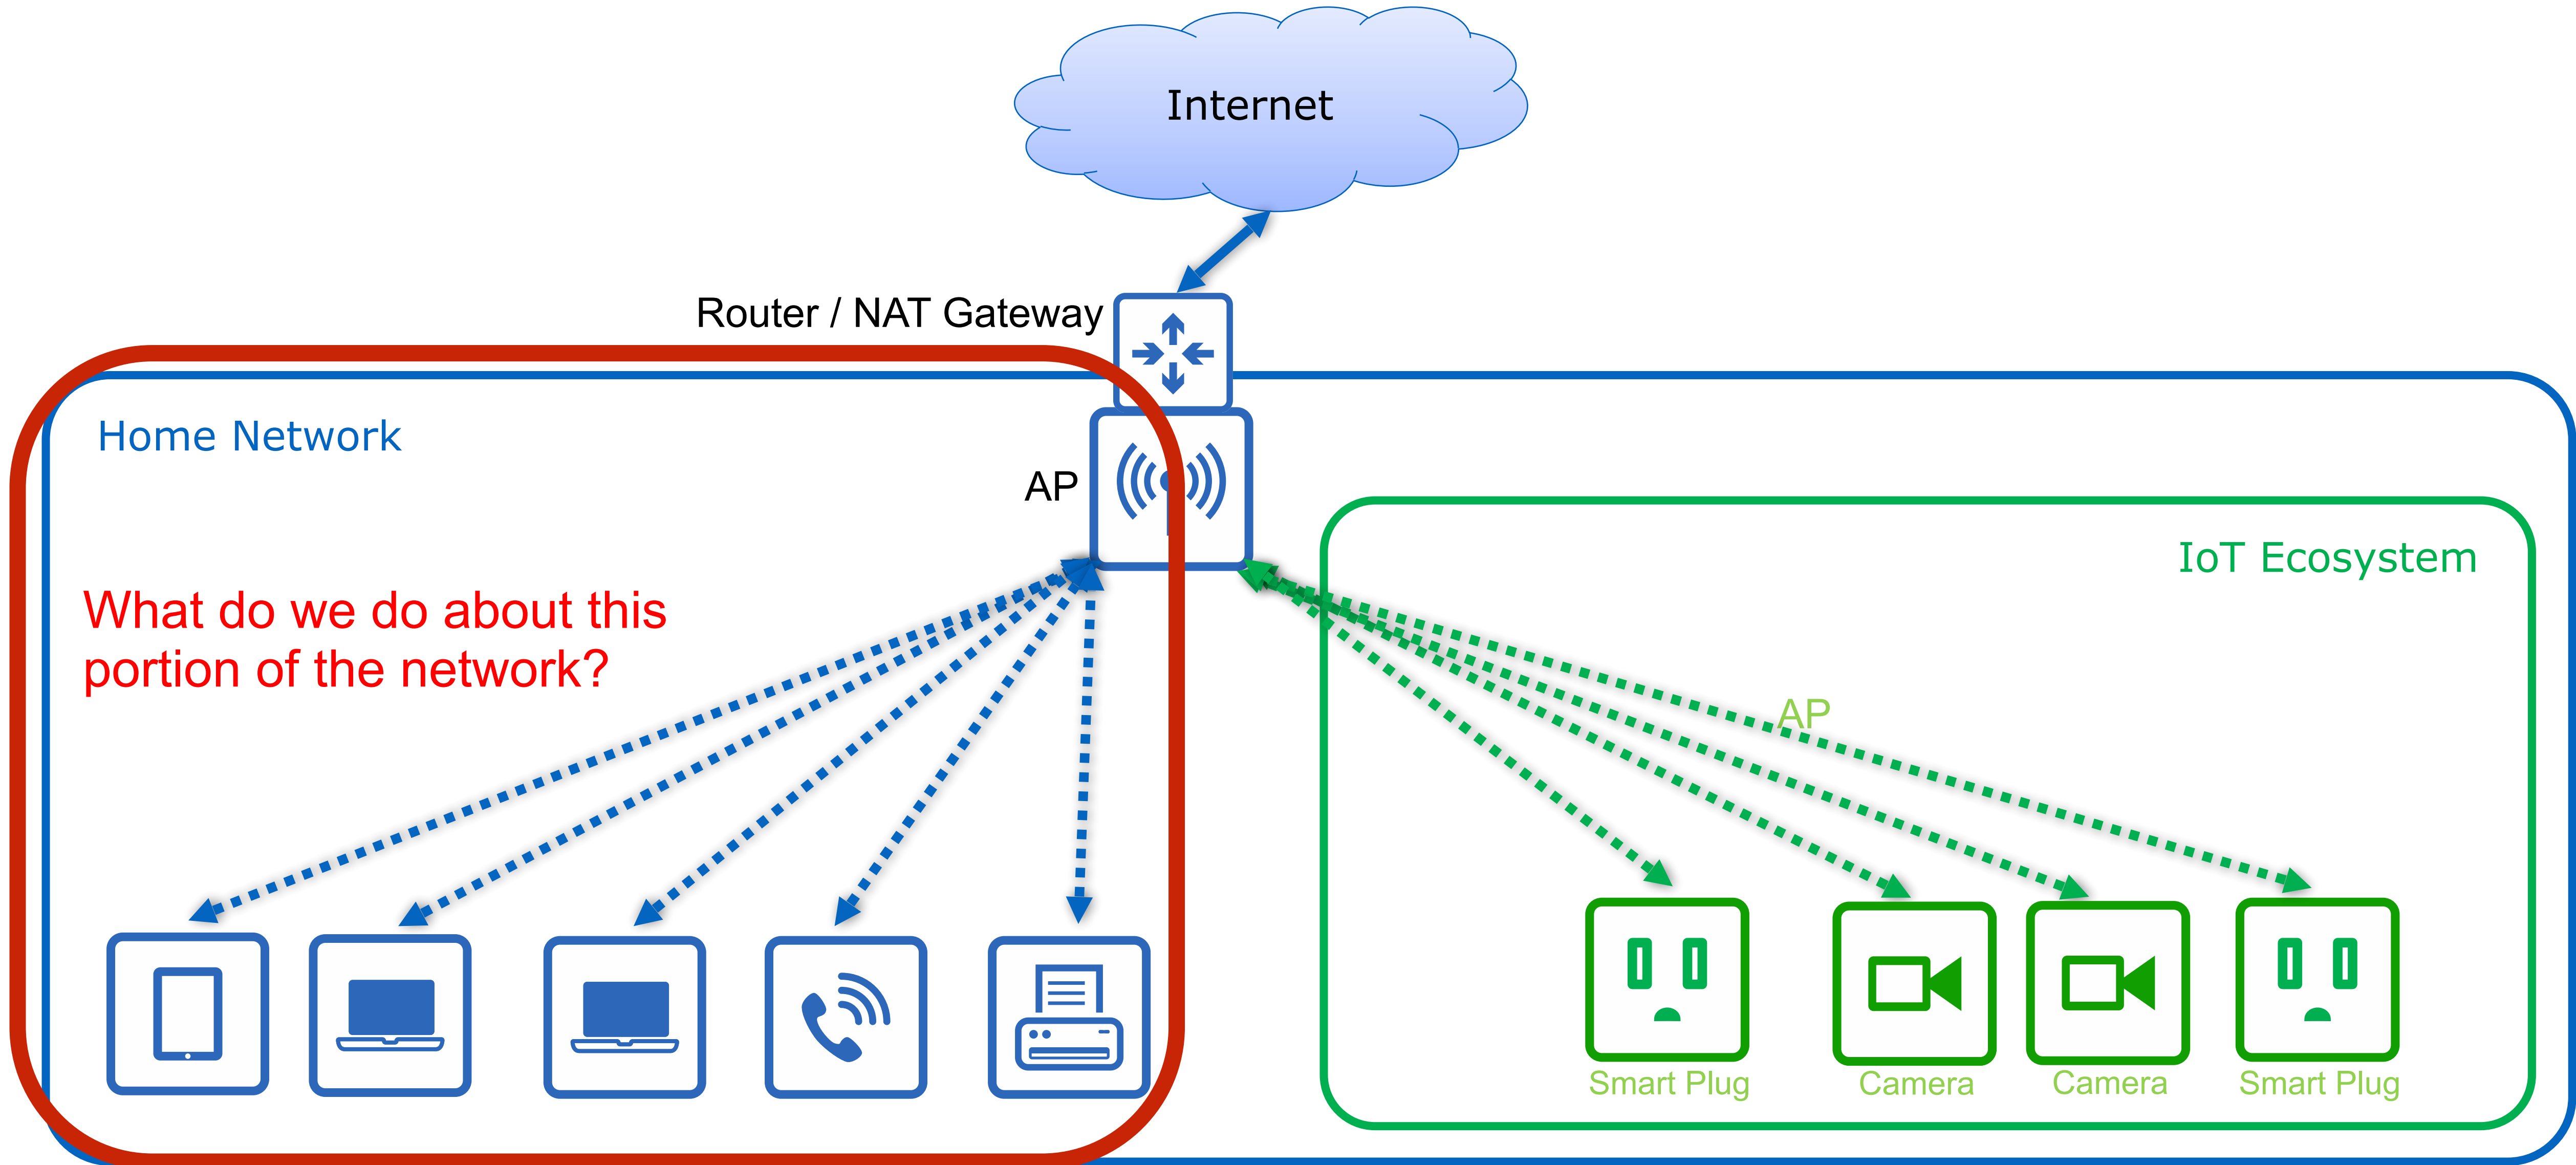 Internet
Router / NAT Gateway
Home Network
AP
IoT Ecosystem
What do we do about this
portion of the network?
AP
Smart Plug
Camera
Camera
Smart Plug